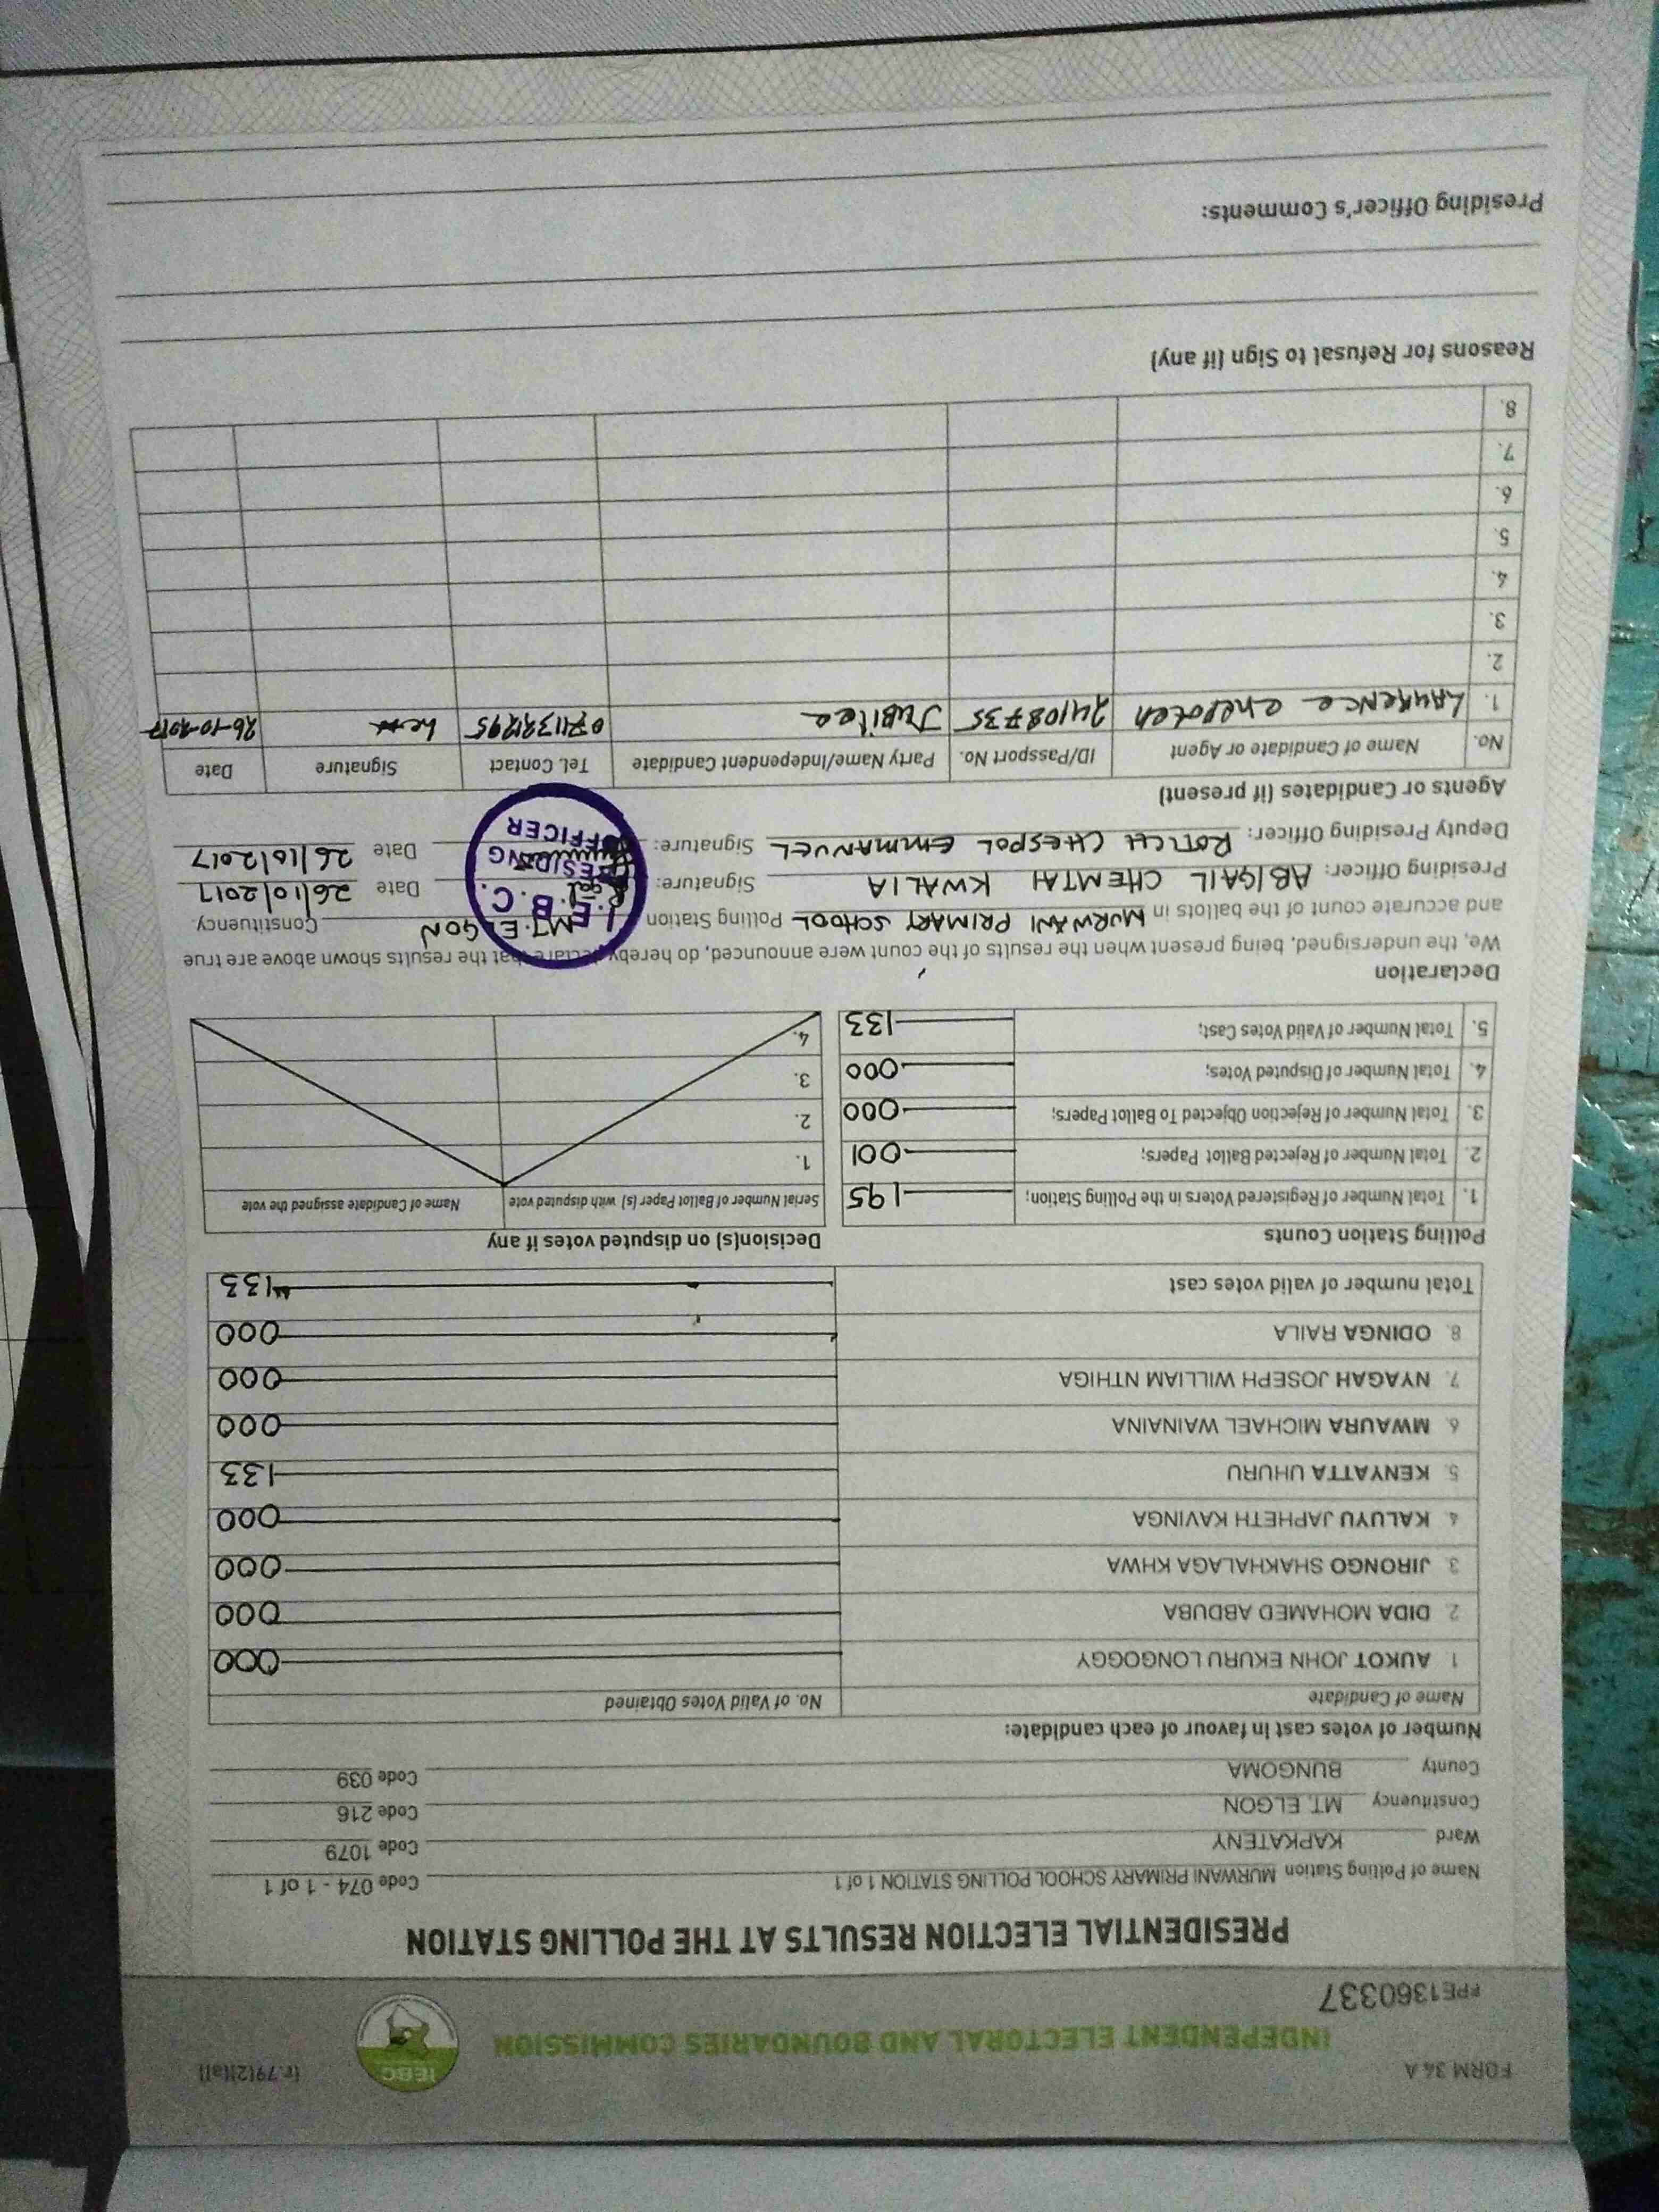 FORM 34 A (r.79(2)(a))
IEBC
INDEPENDENT ELECTORAL AND BOUNDARIES COMMISSION
PPE1360337
PRESIDENTIAL ELECTION RESULTS AT THE POLLING STATION
Name of Polling Station MURWANI PRIMARY SCHOOL POLLING STATION 1 of 1 Code 074 - 1 of 1
Ward KAPKATENY Code 1079
Constituency MT. ELGON Code 216
County BUNGOMA Code 039
Number of votes cast in favour of each candidate:
Name of Candidate No. of Valid Votes Obtained
1 AUKOT JOHN EKURU LONGOGGY 000
2. DIDA MOHAMED ABDUBA 000
3 JIRONGO SHAKHALAGA KHWA 000
4 KALUYU JAPHETH KAVINGA 000
5. KENYATTA UHURU 133
6 MWAURA MICHAEL WAINAINA 000
7. NYAGAH JOSEPH WILLIAM NTHIGA 000
8. ODINGA RAILA 000
Total number of valid votes cast 133
Polling Station Counts
1. Total Number of Registered Voters in the Polling Station; 195
2. Total Number of Rejected Ballot Papers; 001
3. Total Number of Rejection Objected To Ballot Papers; 000
4. Total Number of Disputed Votes; 000
5. Total Number of Valid Votes Cast; 133
Decision(s) on disputed votes if any
Serial Number of Ballot Paper (s) with disputed vote Name of Candidate assigned the vote
1.
2.
3.
4.
Declaration
We, the undersigned, being present when the results of the count were announced, do hereby declare that the results shown above are true
and accurate count of the ballots in MURWANI PRIMARY SCHOOL Polling Station MT. ELGON Constituency.
Presiding Officer: ABIGAIL CHEMTAI KWALIA Signature: Date 26/10/2017
Deputy Presiding Officer: ROTICH CHESPOL EMMANUEL Signature: Date 26/10/2017
I.E.B.C.
PRESIDING
OFFICER
Agents or Candidates (if present)
No. Name of Candidate or Agent ID/Passport No. Party Name/Independent Candidate Tel. Contact Signature Date
1. LAURENCE 24108735 Jubilee 26-10-2017
2.
3.
4.
5.
6.
7.
8.
Reasons for Refusal to Sign (if any)
Presiding Officer's Comments: